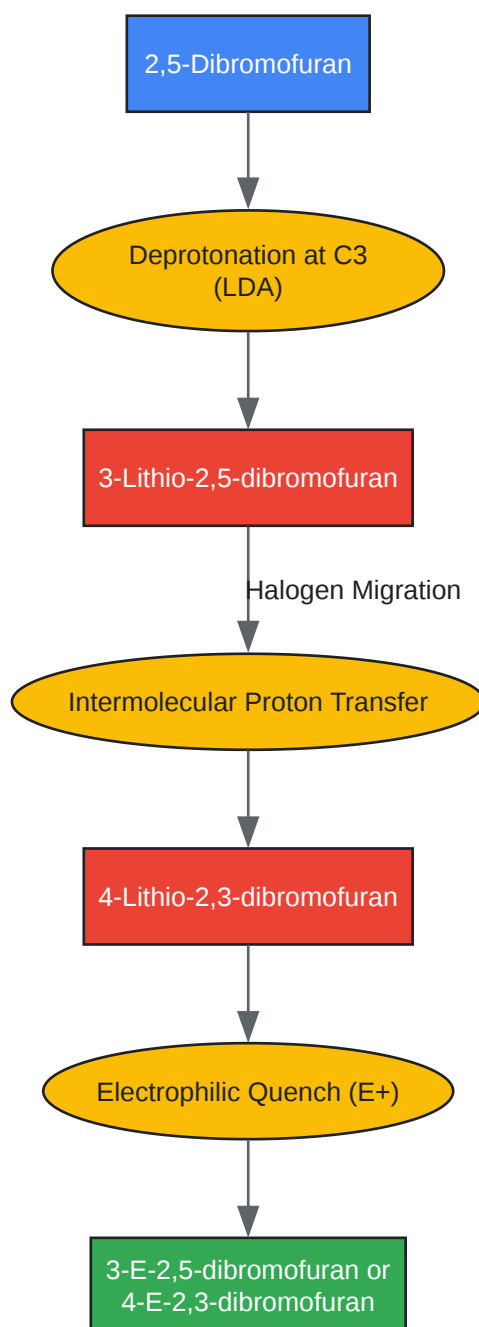 2,5-Dibromofuran
Deprotonation at C3
(LDA)
3-Lithio-2,5-dibromofuran
Halogen Migration
Intermolecular Proton Transfer
4-Lithio-2,3-dibromofuran
Electrophilic Quench (E+)
3-E-2,5-dibromofuran or
4-E-2,3-dibromofuran